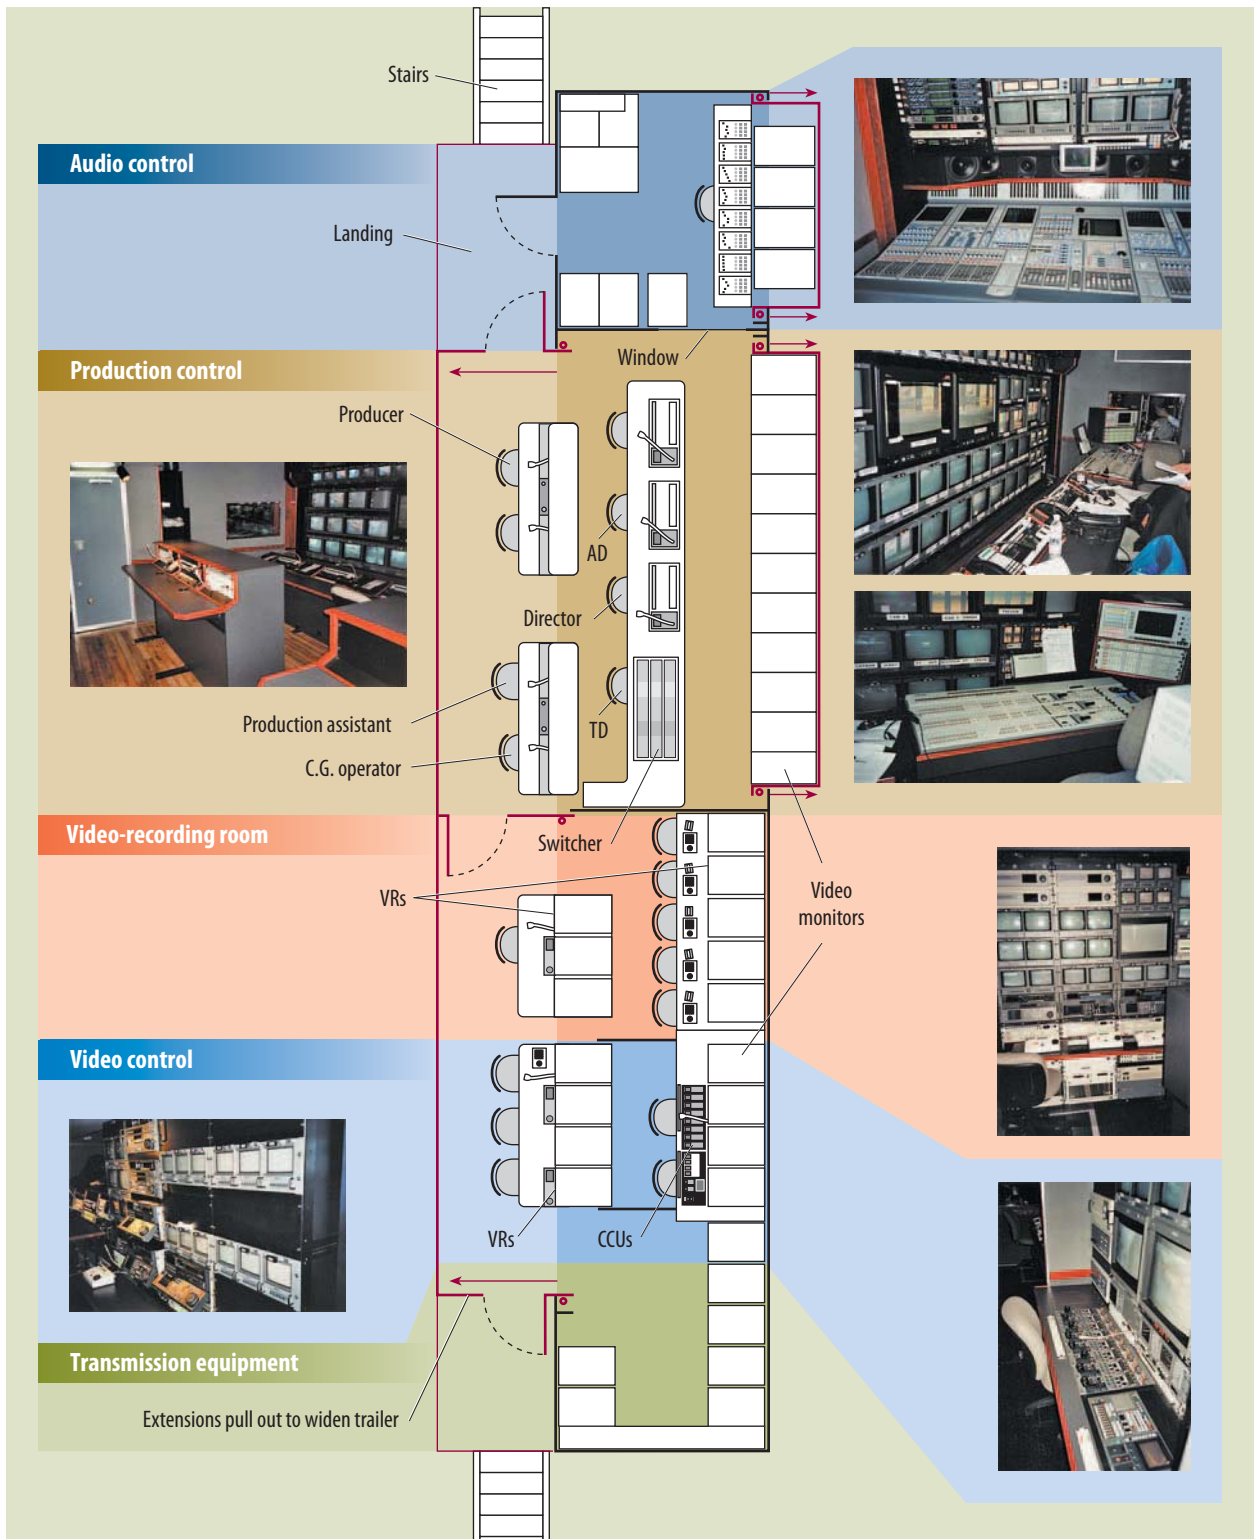 Stairs
Audio control
Landing
Window
Production control
Producer
AD
Director
Production assistant
TD
C.G. operator
Video-recording room
Switcher
VRs
Video
monitors
Video control
VRs
CCUs
Transmission equipment
Extensions pull out to widen trailer